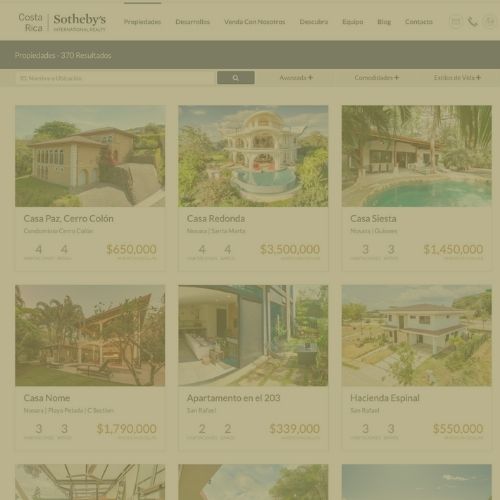 Costa Rica | Sotheby's INTERNATIONAL REALTY
Propiedades Desarrollos Venda Con Nosotros Descubra Equipo Blog Contacto
Propiedades - 370 Resultados
ID, Nombre o Ubicación Avanzada + Comodidades + Estilos de Vida +
Casa Paz, Cerro Colón
Condominio Cerro Colón
4 4 $650,000
HABITACIONES BAÑOS
Casa Redonda
Nosara | Santa Marta
4 4 $3,500,000
HABITACIONES BAÑOS
Casa Siesta
Nosara | Guiones
3 3 $1,450,000
HABITACIONES BAÑOS
Casa Nome
Nosara | Playa Pelada | C Section
3 3 $1,790,000
HABITACIONES BAÑOS
Apartamento en el 203
San Rafael
2 2 $339,000
HABITACIONES BAÑOS
Hacienda Espinal
San Rafael
3 3 $550,000
HABITACIONES BAÑOS